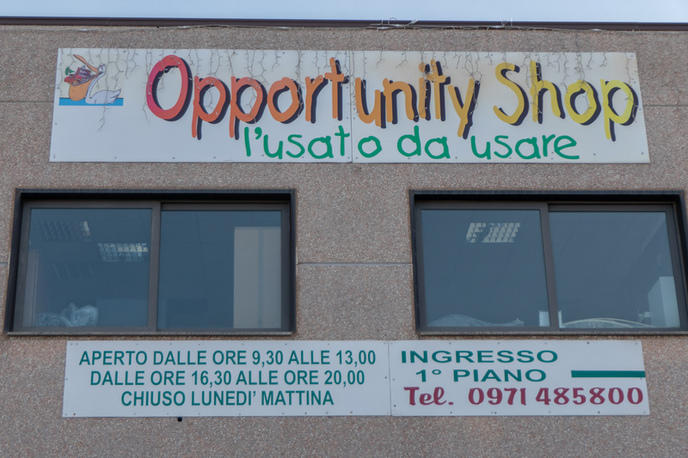 Opportunity Shop
l'usato da usare
APERTO DALLE ORE 9,30 ALLE 13,00
DALLE ORE 16,30 ALLE ORE 20,00
CHIUSO LUNEDI' MATTINA
INGRESSO
1° PIANO
Tel. 0971 485800